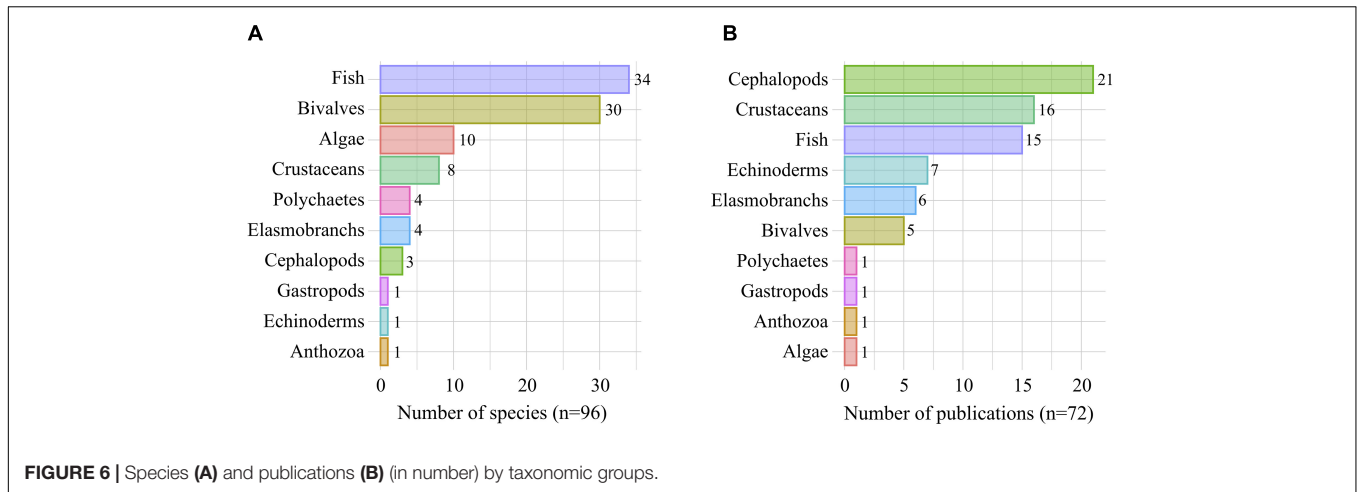 A
Fish 34
Bivalves 30
Algae 10
Crustaceans 8
Polychaetes 4
Elasmobranchs 4
Cephalopods 3
Gastropods 1
Echinoderms 1
Anthozoa 1
0 10 20 30
Number of species (n=96)
B
Cephalopods 21
Crustaceans 16
Fish 15
Echinoderms 7
Elasmobranchs 6
Bivalves 5
Polychaetes 1
Gastropods 1
Anthozoa 1
Algae 1
0 5 10 15 20
Number of publications (n=72)
FIGURE 6 | Species (A) and publications (B) (in number) by taxonomic groups.